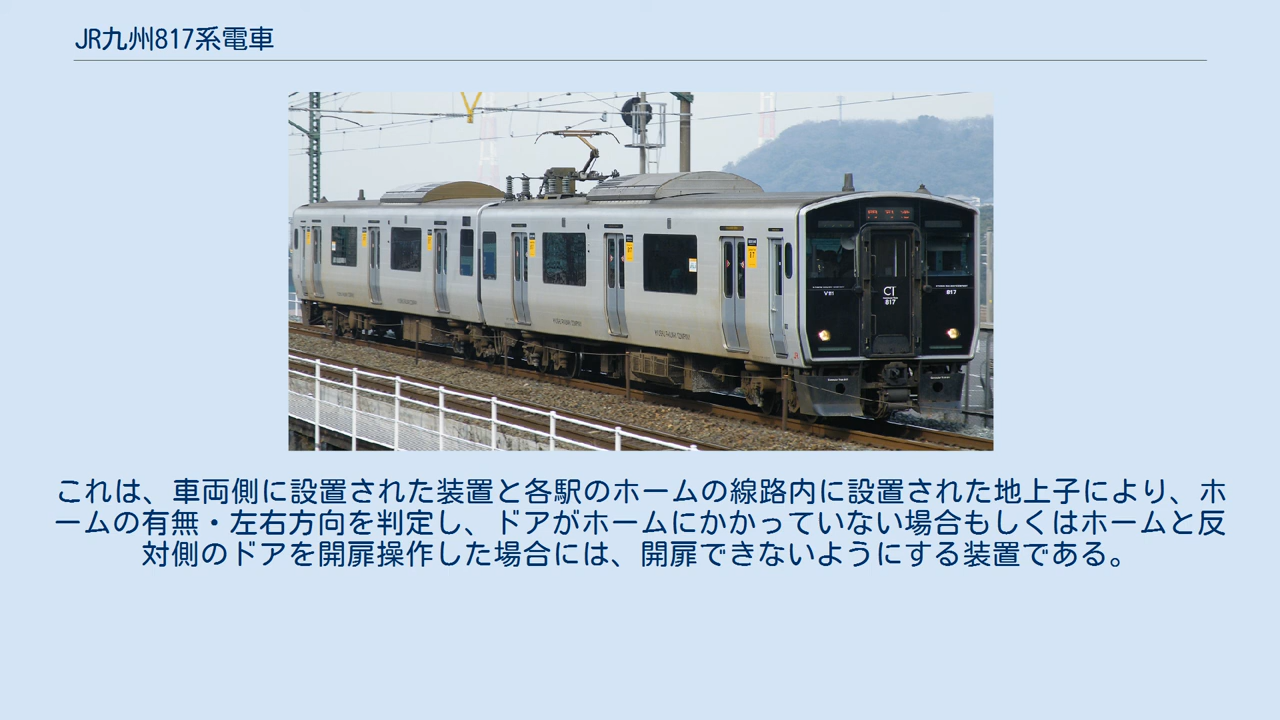 JR九州817系電車
CT
817
V111
817
これは、車両側に設置された装置と各駅のホームの線路内に設置された地上子により、ホ
ームの有無・左右方向を判定し、ドアがホームにかかっていない場合もしくはホームと反
対側のドアを開扉操作した場合には、開扉できないようにする装置である。